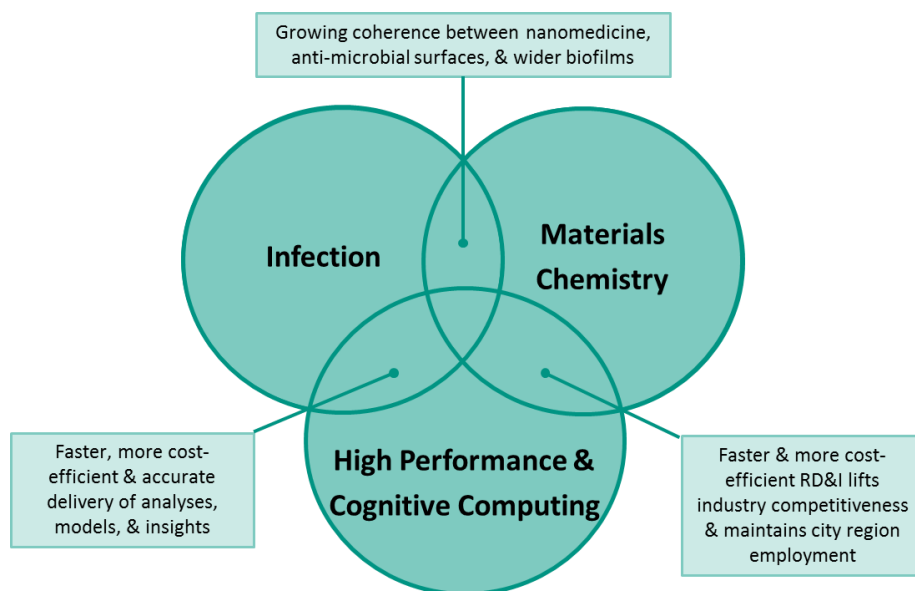 Growing coherence between nanomedicine,
anti-microbial surfaces, & wider biofilms
Infection
Materials
Chemistry
High Performance &
Cognitive Computing
Faster, more cost-
efficient & accurate
delivery of analyses,
models, & insights
Faster & more cost-
efficient RD&I lifts
industry competitiveness
& maintains city region
employment